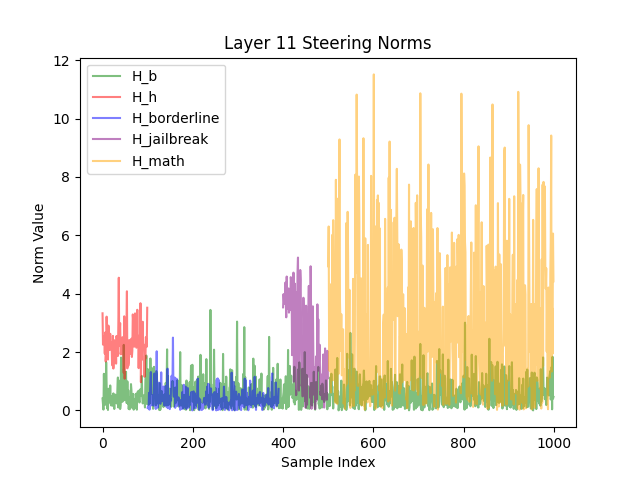 Layer 11 Steering Norms
12
10
8
6
4
2
0
Norm Value
H_b
H_h
H_borderline
H_jailbreak
H_math
0
200
400
600
800
1000
Sample Index